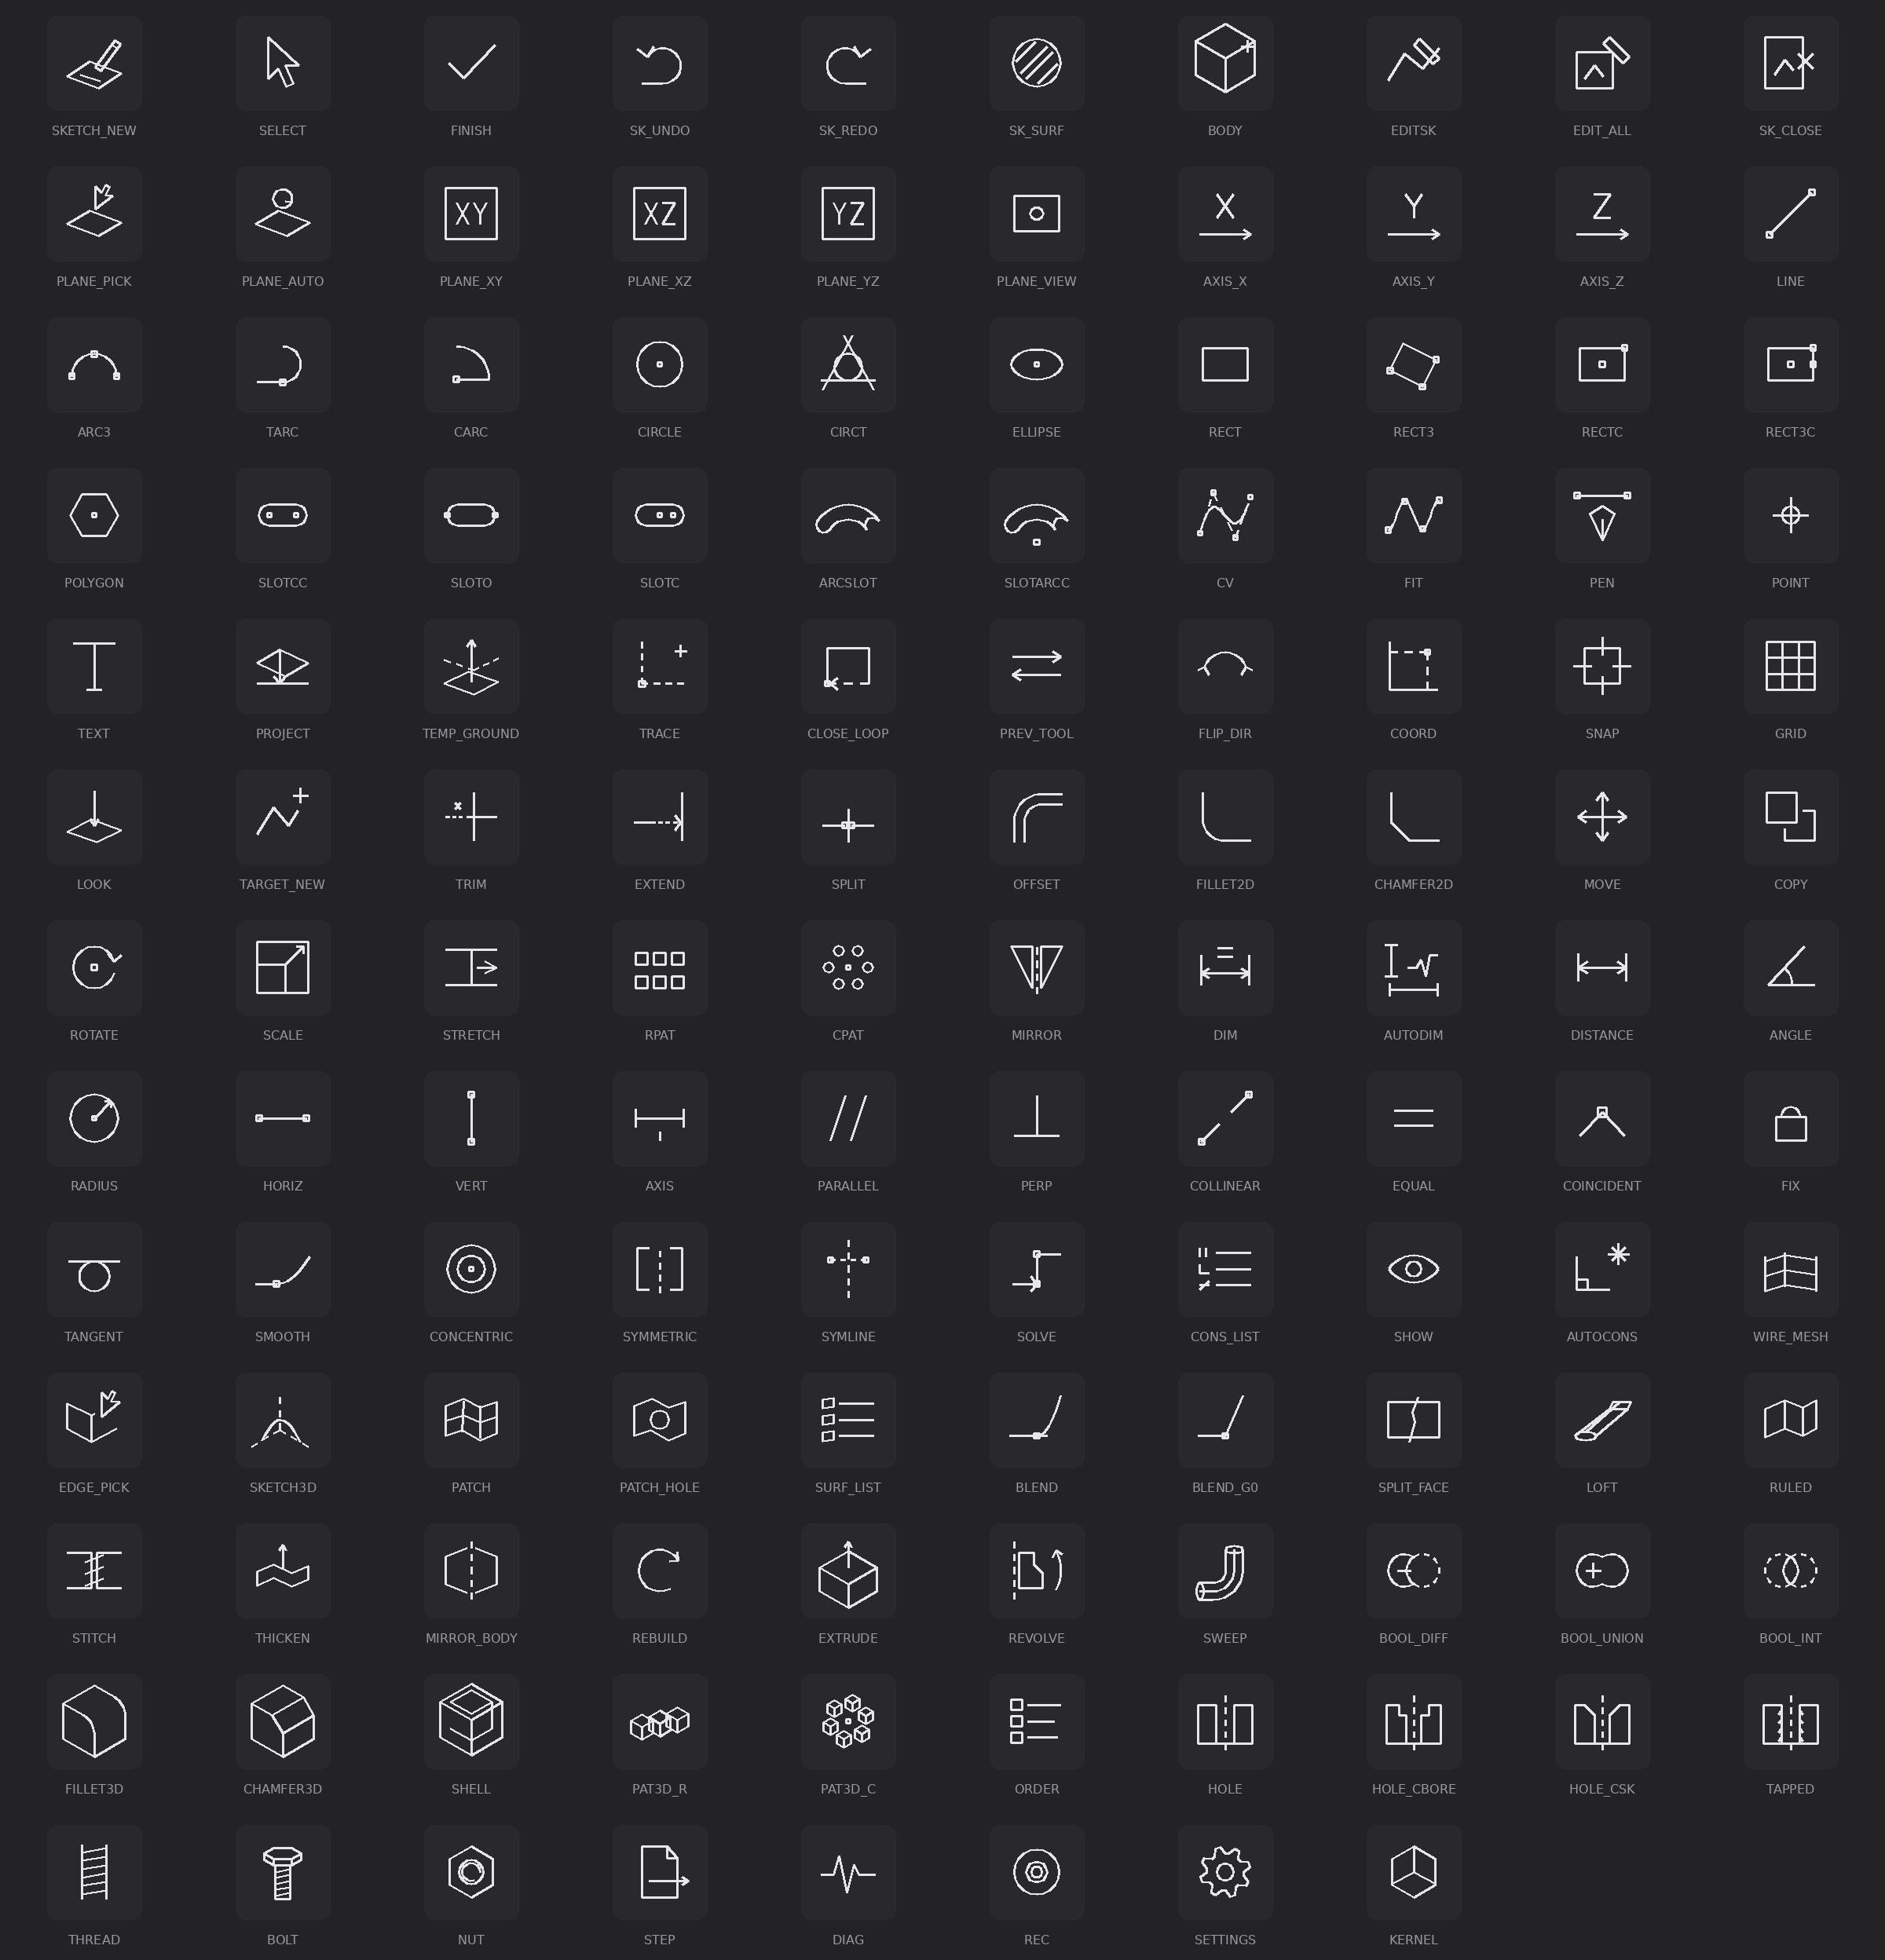 SKETCH_NEW SELECT FINISH SK_UNDO SK_REDO SK_SURF BODY EDITSK EDIT_ALL SK_CLOSE
XY XZ YZ X Y Z
PLANE_PICK PLANE_AUTO PLANE_XY PLANE_XZ PLANE_YZ PLANE_VIEW AXIS_X AXIS_Y AXIS_Z LINE
ARC3 TARC CARC CIRCLE CIRCT ELLIPSE RECT RECT3 RECTC RECT3C
POLYGON SLOTCC SLOTO SLOTC ARCSLOT SLOTARCC CV FIT PEN POINT
TEXT PROJECT TEMP_GROUND TRACE CLOSE_LOOP PREV_TOOL FLIP_DIR COORD SNAP GRID
LOOK TARGET_NEW TRIM EXTEND SPLIT OFFSET FILLET2D CHAMFER2D MOVE COPY
ROTATE SCALE STRETCH RPAT CPAT MIRROR DIM AUTODIM DISTANCE ANGLE
RADIUS HORIZ VERT AXIS PARALLEL PERP COLLINEAR EQUAL COINCIDENT FIX
TANGENT SMOOTH CONCENTRIC SYMMETRIC SYMLINE SOLVE CONS_LIST SHOW AUTOCONS WIRE_MESH
EDGE_PICK SKETCH3D PATCH PATCH_HOLE SURF_LIST BLEND BLEND_G0 SPLIT_FACE LOFT RULED
STITCH THICKEN MIRROR_BODY REBUILD EXTRUDE REVOLVE SWEEP BOOL_DIFF BOOL_UNION BOOL_INT
FILLET3D CHAMFER3D SHELL PAT3D_R PAT3D_C ORDER HOLE HOLE_CBORE HOLE_CSK TAPPED
THREAD BOLT NUT STEP DIAG REC SETTINGS KERNEL